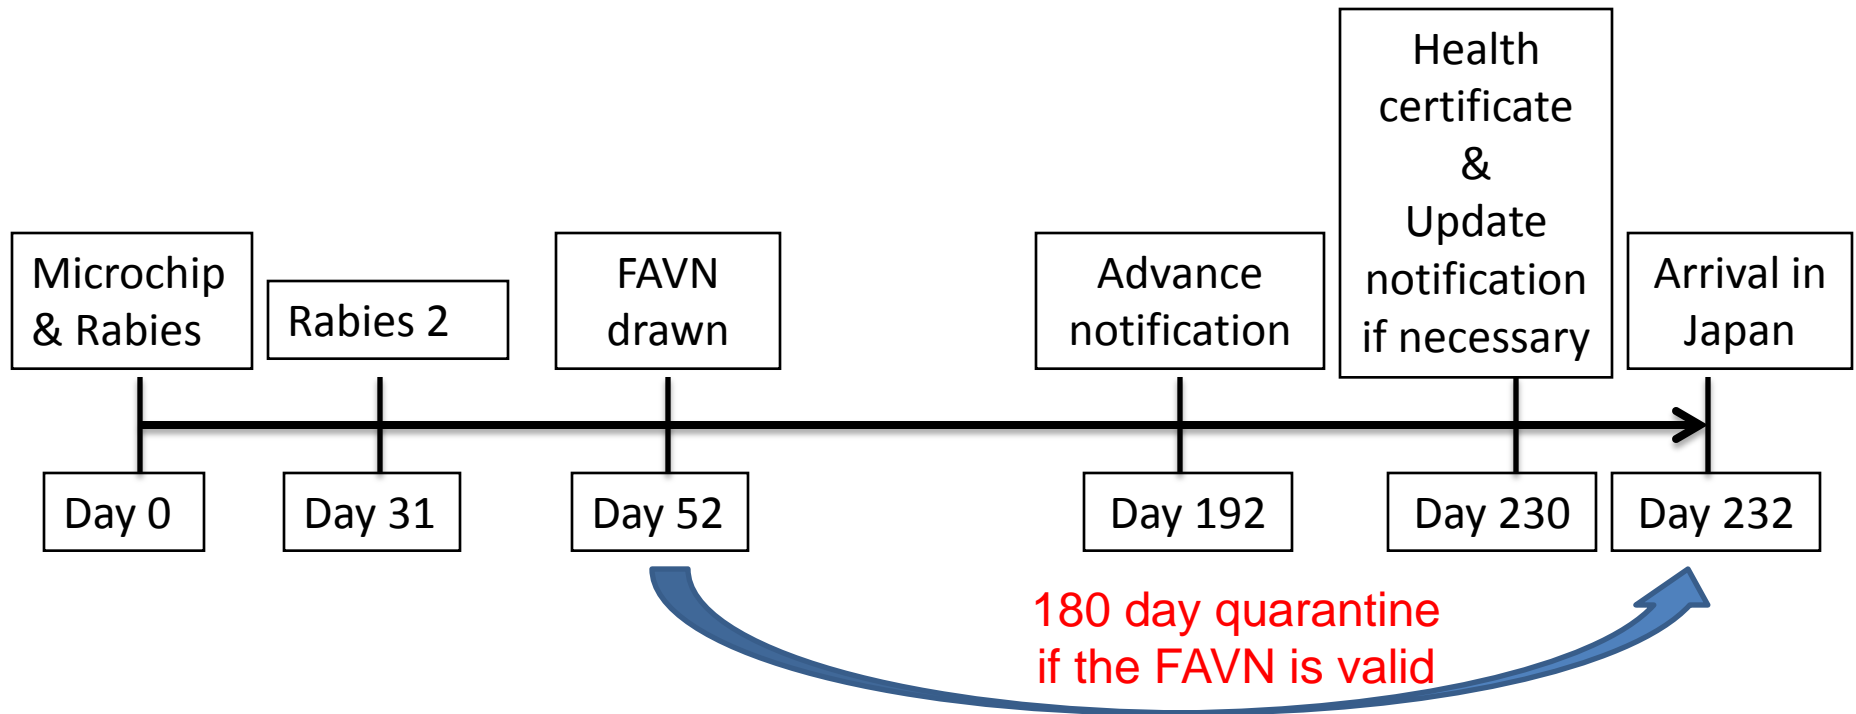 Microchip
& Rabies
Rabies 2
FAVN
drawn
Advance
notification
Health
certificate
&
Update
notification
if necessary
Arrival in
Japan
Day 0
Day 31
Day 52
Day 192
Day 230
Day 232
180 day quarantine
if the FAVN is valid